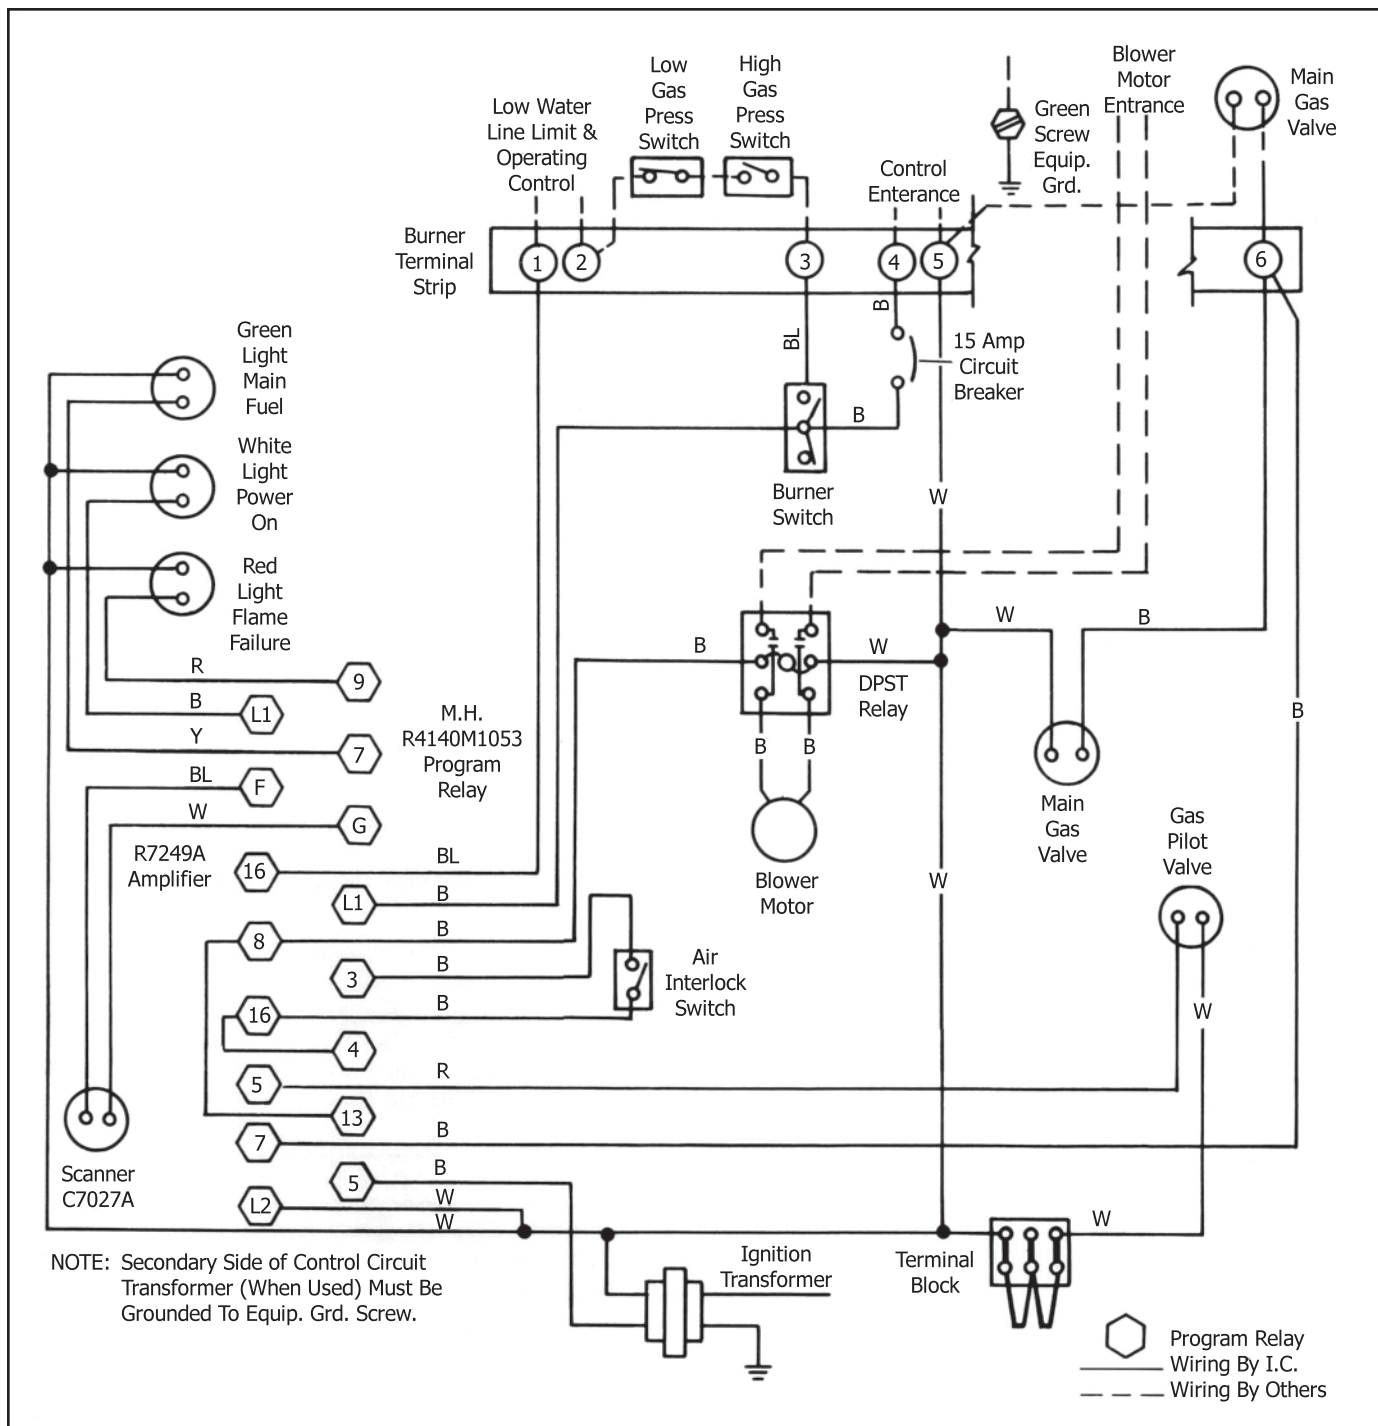 Low
Gas
Press
Switch
High
Gas
Press
Switch
Blower
Motor
Entrance
Main
Gas
Valve
Low Water
Line Limit &
Operating
Control
Green
Screw
Equip.
Grd.
Control
Enterance
Burner
Terminal
Strip
1
2
3
4
5
6
B
BL
15 Amp
Circuit
Breaker
Green
Light
Main
Fuel
B
White
Light
Power
On
Burner
Switch
W
Red
Light
Flame
Failure
W
B
B
W
DPST
Relay
R
9
B
L1
Y
7
M.H.
R4140M1053
Program
Relay
B
B
B
BL
F
W
G
Main
Gas
Valve
Gas
Pilot
Valve
R7249A
Amplifier
16
BL
Blower
Motor
W
L1
B
8
B
3
B
Air
Interlock
Switch
16
B
W
4
5
R
13
7
B
Scanner
C7027A
5
B
L2
W
W
W
NOTE: Secondary Side of Control Circuit
Transformer (When Used) Must Be
Grounded To Equip. Grd. Screw.
Ignition
Transformer
Terminal
Block
Program Relay
Wiring By I.C.
Wiring By Others